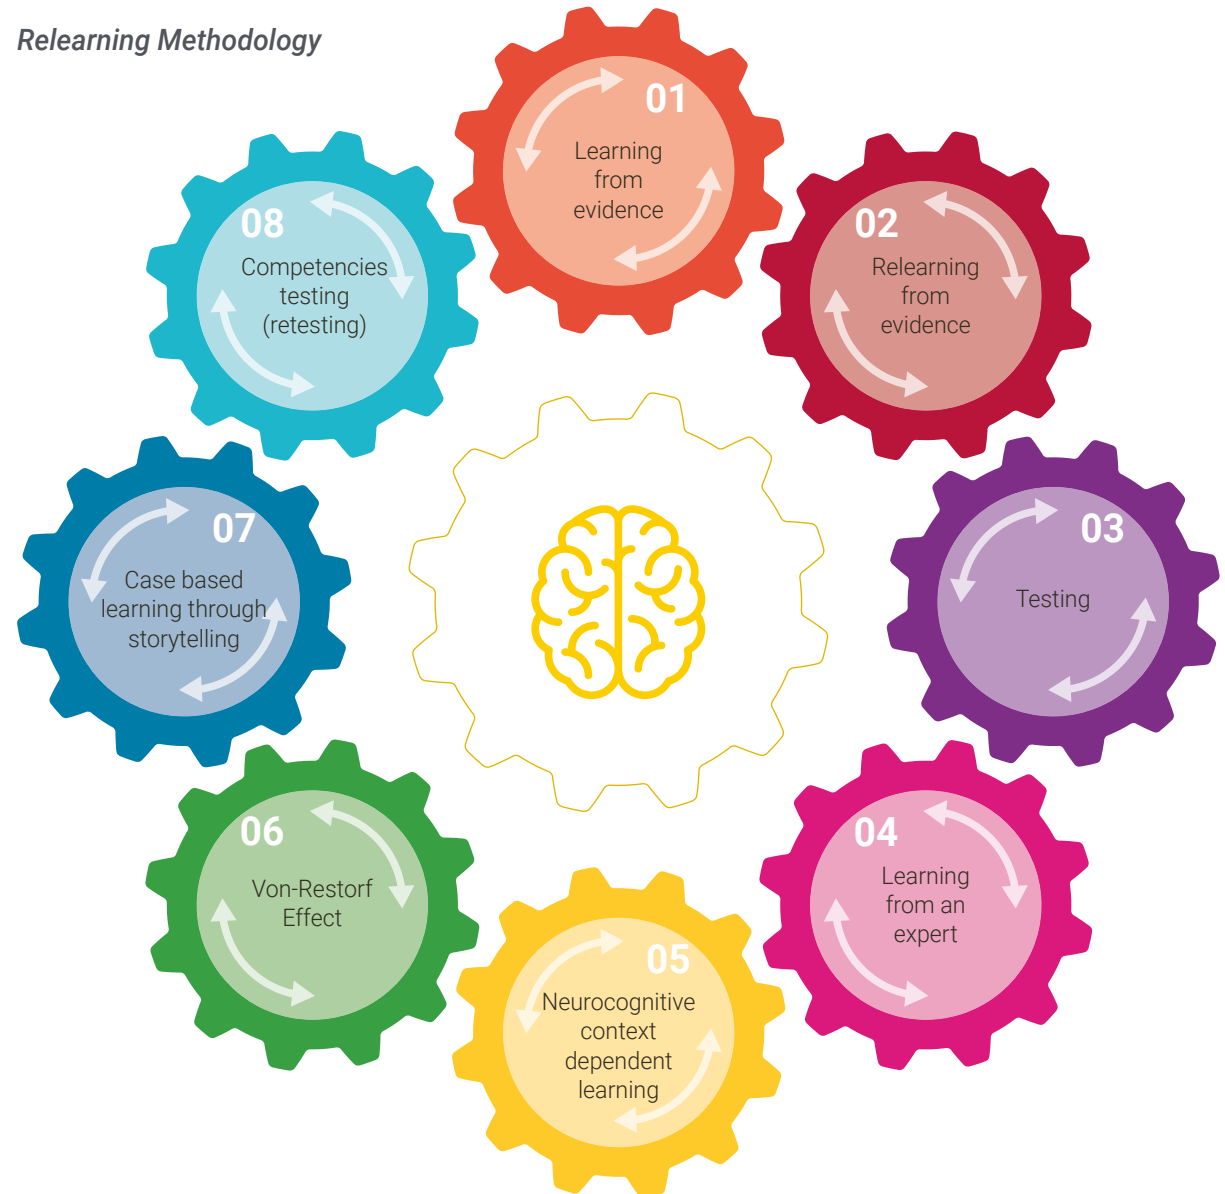 Relearning Methodology
01
Learning
from
evidence
02
Relearning
from
evidence
03
Testing
04
Learning
from an
expert
05
Neurocognitive
context
dependent
learning
06
Von-Restorf
Effect
07
Case based
learning through
storytelling
08
Competencies
testing
(retesting)